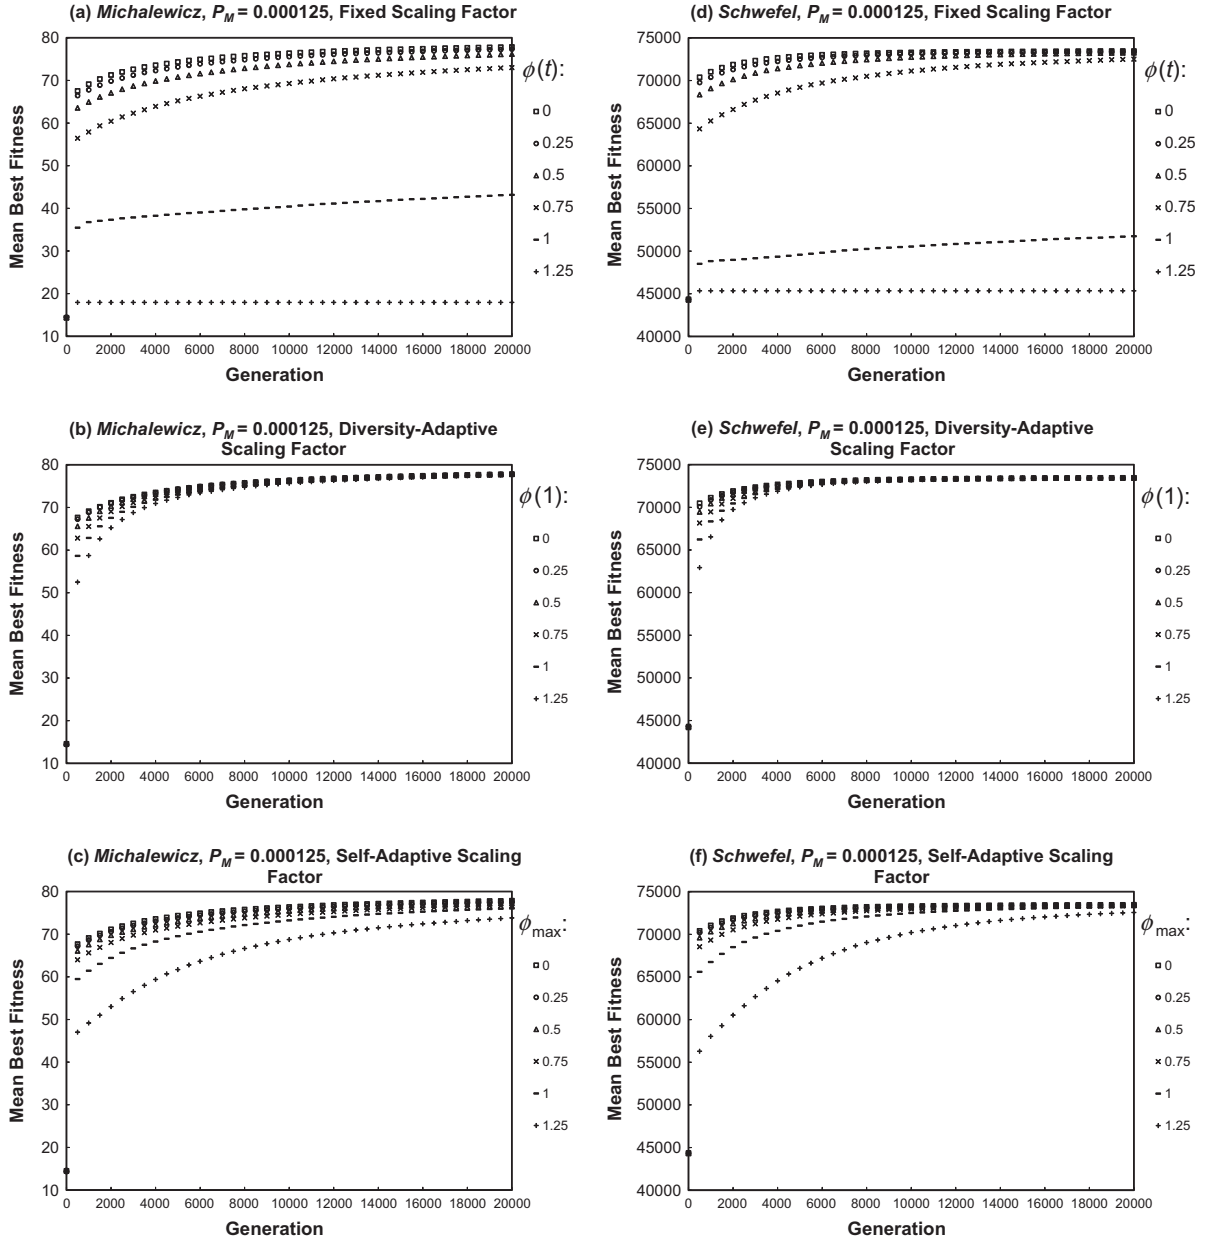 (a) Michalewicz, P_M = 0.000125, Fixed Scaling Factor
Mean Best Fitness
80
70
60
50
40
30
20
10
0 2000 4000 6000 8000 10000 12000 14000 16000 18000 20000
Generation
ϕ(t):
0
0.25
0.5
0.75
1
1.25
(d) Schwefel, P_M = 0.000125, Fixed Scaling Factor
Mean Best Fitness
75000
70000
65000
60000
55000
50000
45000
40000
0 2000 4000 6000 8000 10000 12000 14000 16000 18000 20000
Generation
ϕ(t):
0
0.25
0.5
0.75
1
1.25
(b) Michalewicz, P_M = 0.000125, Diversity-Adaptive
Scaling Factor
Mean Best Fitness
80
70
60
50
40
30
20
10
0 2000 4000 6000 8000 10000 12000 14000 16000 18000 20000
Generation
ϕ(1):
0
0.25
0.5
0.75
1
1.25
(e) Schwefel, P_M = 0.000125, Diversity-Adaptive
Scaling Factor
Mean Best Fitness
75000
70000
65000
60000
55000
50000
45000
40000
0 2000 4000 6000 8000 10000 12000 14000 16000 18000 20000
Generation
ϕ(1):
0
0.25
0.5
0.75
1
1.25
(c) Michalewicz, P_M = 0.000125, Self-Adaptive Scaling
Factor
Mean Best Fitness
80
70
60
50
40
30
20
10
0 2000 4000 6000 8000 10000 12000 14000 16000 18000 20000
Generation
ϕmax:
0
0.25
0.5
0.75
1
1.25
(f) Schwefel, P_M = 0.000125, Self-Adaptive Scaling
Factor
Mean Best Fitness
75000
70000
65000
60000
55000
50000
45000
40000
0 2000 4000 6000 8000 10000 12000 14000 16000 18000 20000
Generation
ϕmax:
0
0.25
0.5
0.75
1
1.25